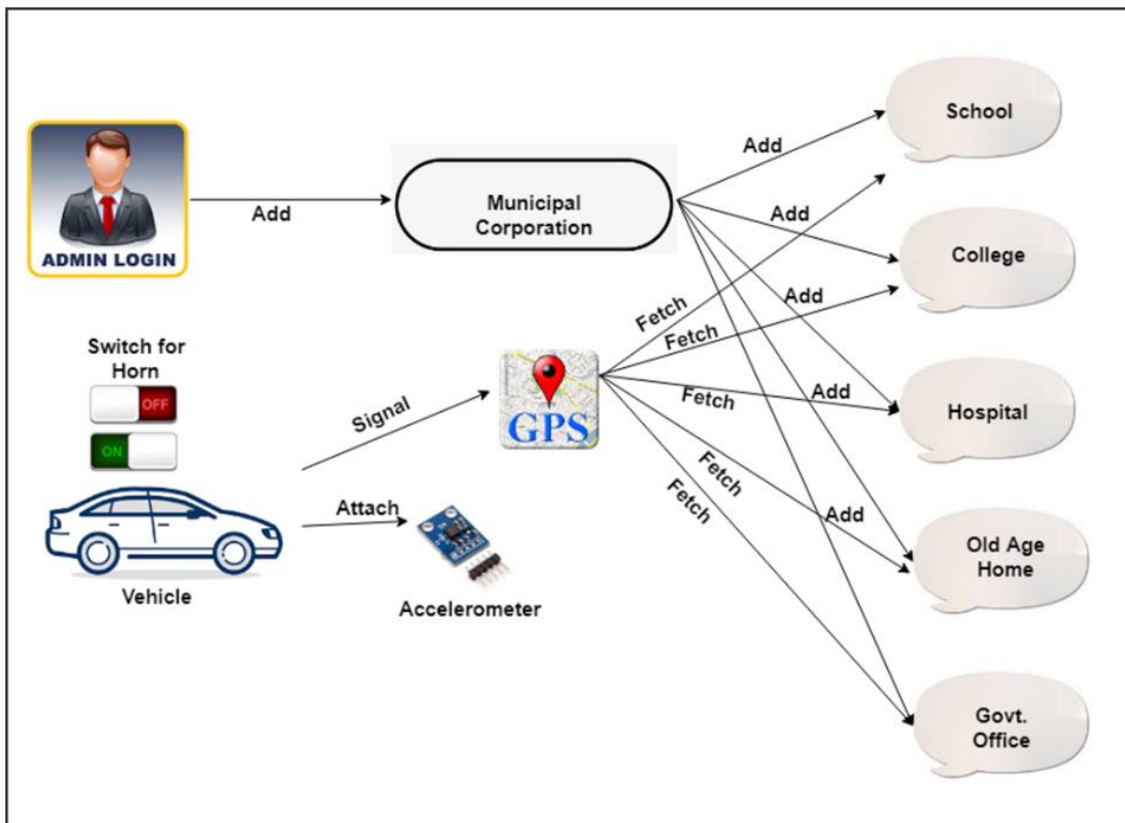 School
Add
Municipal
Corporation
Add
ADMIN LOGIN
Add
College
Add
Fetch
Fetch
Switch for
Horn
OFF
ON
Signal
GPS
Fetch
Add
Hospital
Attach
Fetch
Fetch
Add
Old Age
Home
Vehicle
Accelerometer
Govt.
Office